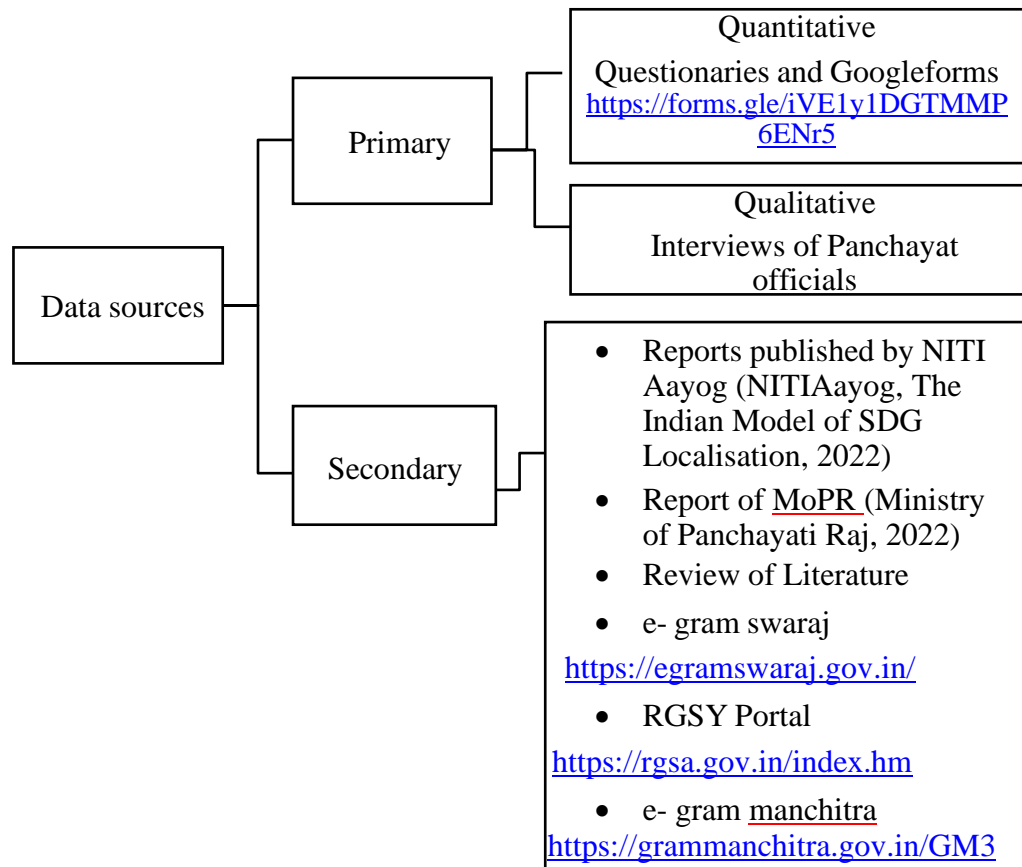 Data sources
Primary
Quantitative
Questionaries and Googleforms
https://forms.gle/iVE1y1DGTMMP
6ENr5
Qualitative
Interviews of Panchayat
officials
Secondary
• Reports published by NITI
Aayog (NITIAayog, The
Indian Model of SDG
Localisation, 2022)
• Report of MoPR (Ministry
of Panchayati Raj, 2022)
• Review of Literature
• e- gram swaraj
https://egramswaraj.gov.in/
• RGSY Portal
https://rgsa.gov.in/index.hm
• e- gram manchitra
https://grammanchitra.gov.in/GM3